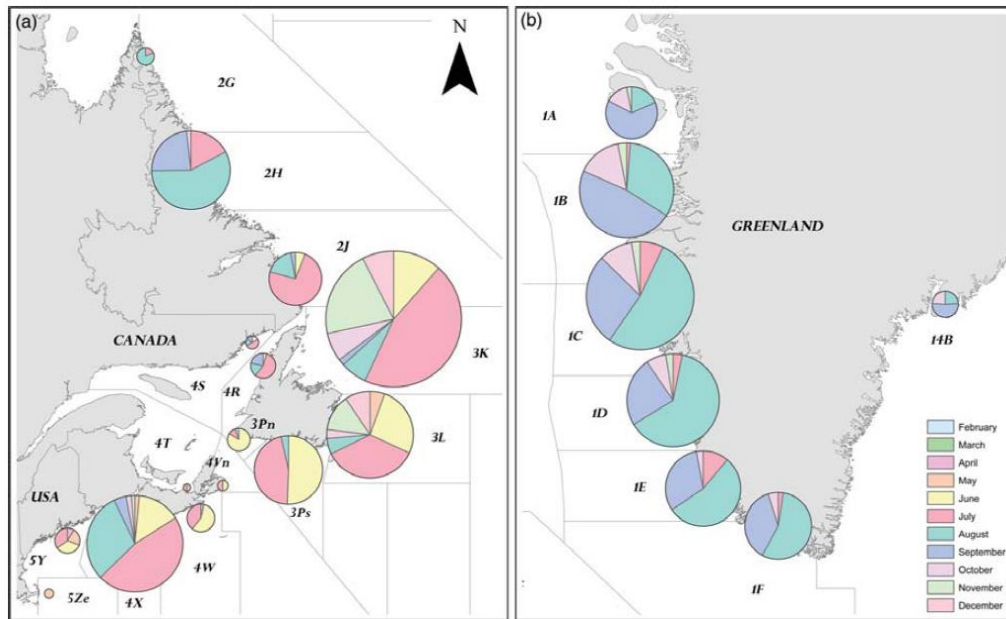 (a)
N
2G
2H
2J
CANADA
3K
4S
4R
3Pn
3L
4T
4Vn
USA
3Ps
5Y
4W
5Ze
4X
(b)
1A
1B
GREENLAND
1C
14B
1D
1E
1F
February
March
April
May
June
July
August
September
October
November
December